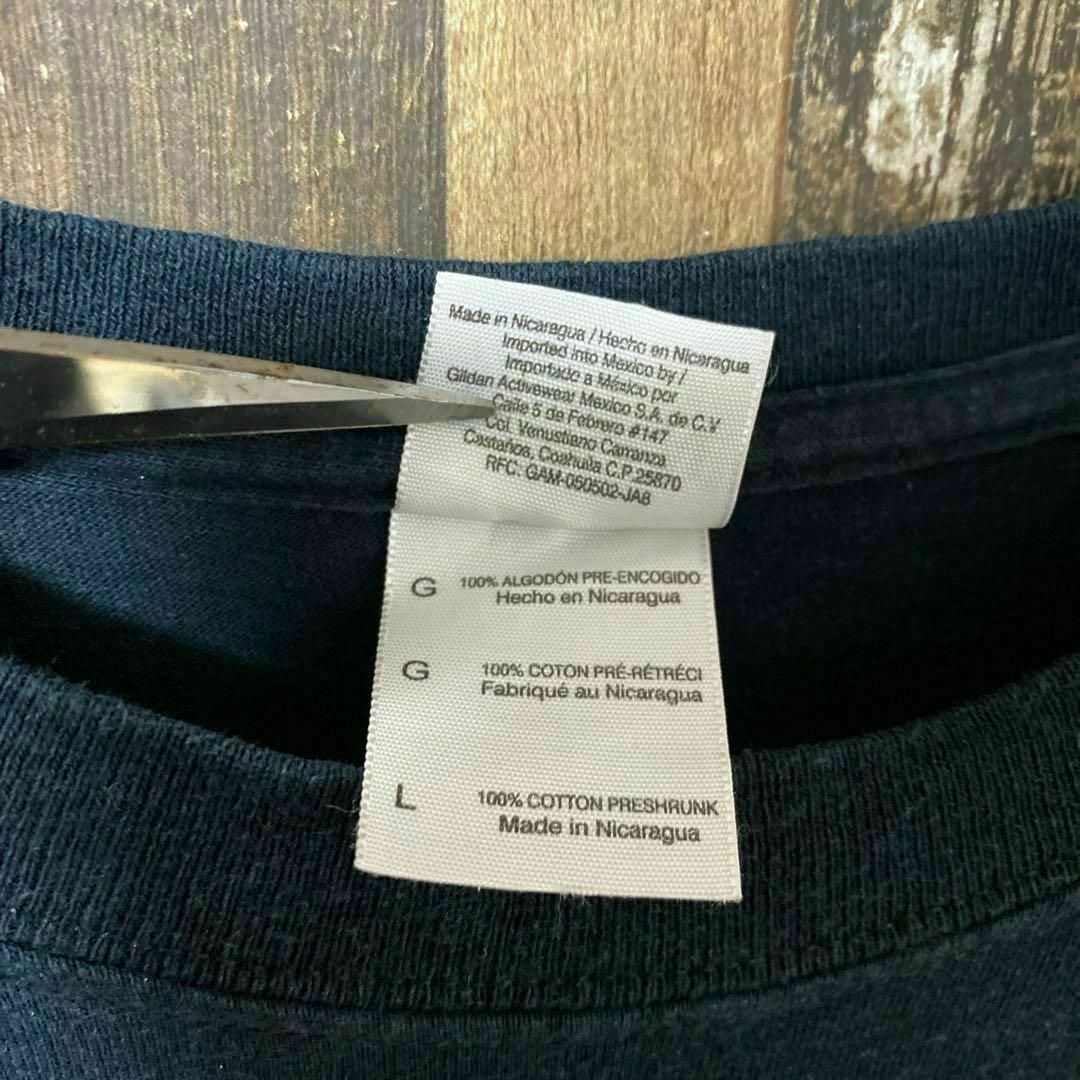 Made in Nicaragua / Hecho en Nicaragua
Imported into Mexico by /
Importado a México por
Gildan Activewear Mexico S.A. de C.V
Calle 5 de Febrero #147
Col. Venustiano Carranza
Castaños, Coahuila C.P.25870
RFC: GAM-050502-JA8
G 100% ALGODÓN PRE-ENCOGIDO
Hecho en Nicaragua
G 100% COTON PRÉ-RÉTRÉCI
Fabriqué au Nicaragua
L 100% COTTON PRESHRUNK
Made in Nicaragua